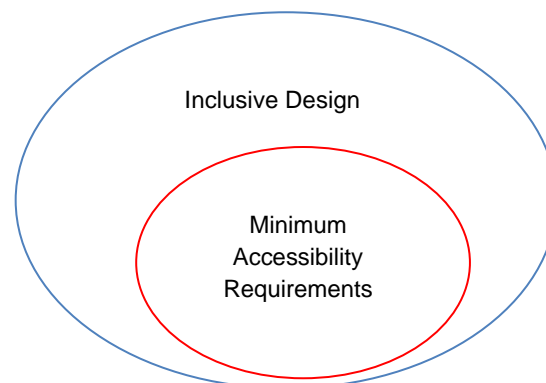 Inclusive Design
Minimum
Accessibility
Requirements